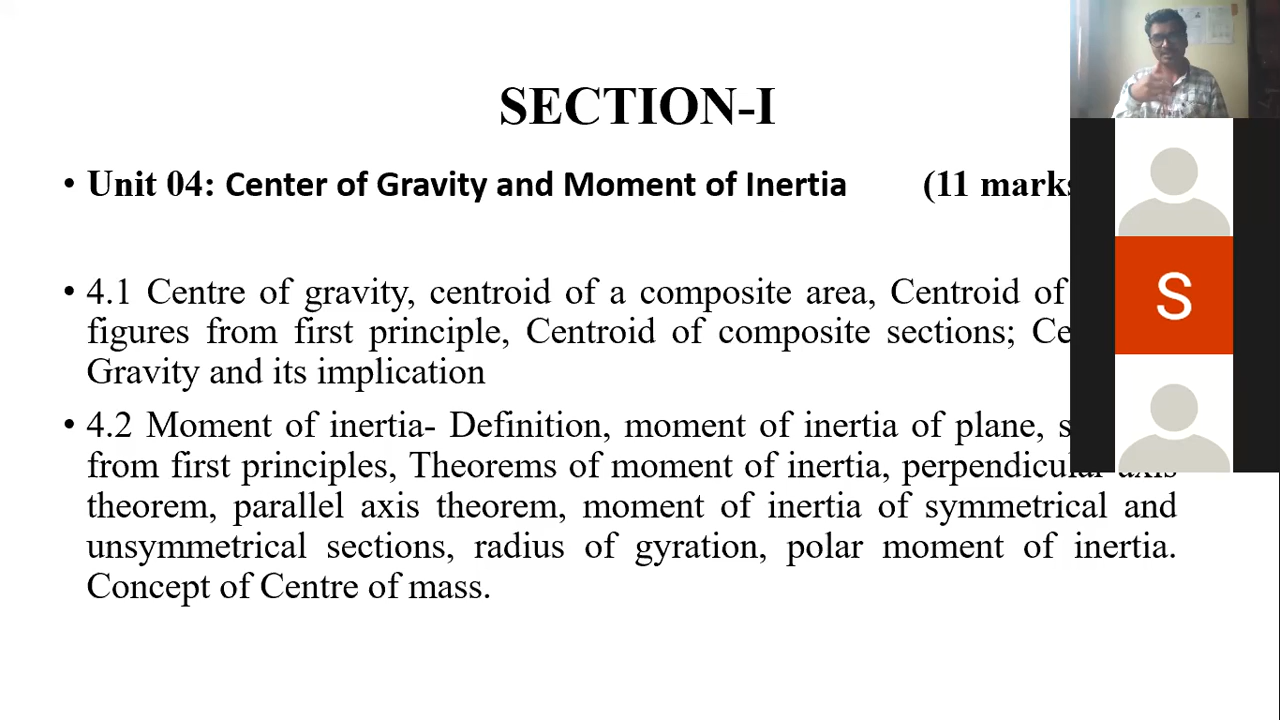 SECTION-I
• Unit 04: Center of Gravity and Moment of Inertia (11 marks
• 4.1 Centre of gravity, centroid of a composite area, Centroid of
figures from first principle, Centroid of composite sections;
Gravity and its implication
• 4.2 Moment of inertia- Definition, moment of inertia of plane,
from first principles, Theorems of moment of inertia, perpendicular axis
theorem, parallel axis theorem, moment of inertia of symmetrical and
unsymmetrical sections, radius of gyration, polar moment of inertia.
Concept of Centre of mass.
S